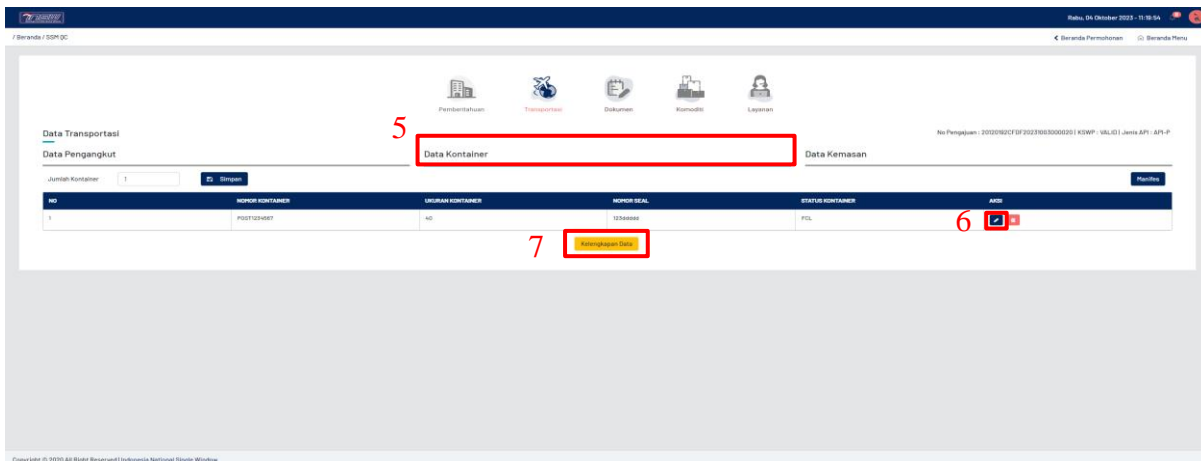 Rabu, 04 Oktober 2023 - 11:19:54
/ Beranda / SSM QC
Beranda Permohonan
Beranda Menu
Pemberitahuan
Transportasi
Dokumen
Komoditi
Layanan
5
Data Transportasi
No Pengajuan : 20120192CFDF20231003000020 | KSWP : VALID | Jenis API : API-P
Data Pengangkut
Data Kontainer
Data Kemasan
Jumlah Kontainer
1
Simpan
Manifes
NO
NOMOR KONTAINER
UKURAN KONTAINER
NOMOR SEAL
STATUS KONTAINER
AKSI
1
40
FCL
6
7
Kelengkapan Data
Copyright © 2020 All Right Reserved | Indonesia National Single Window